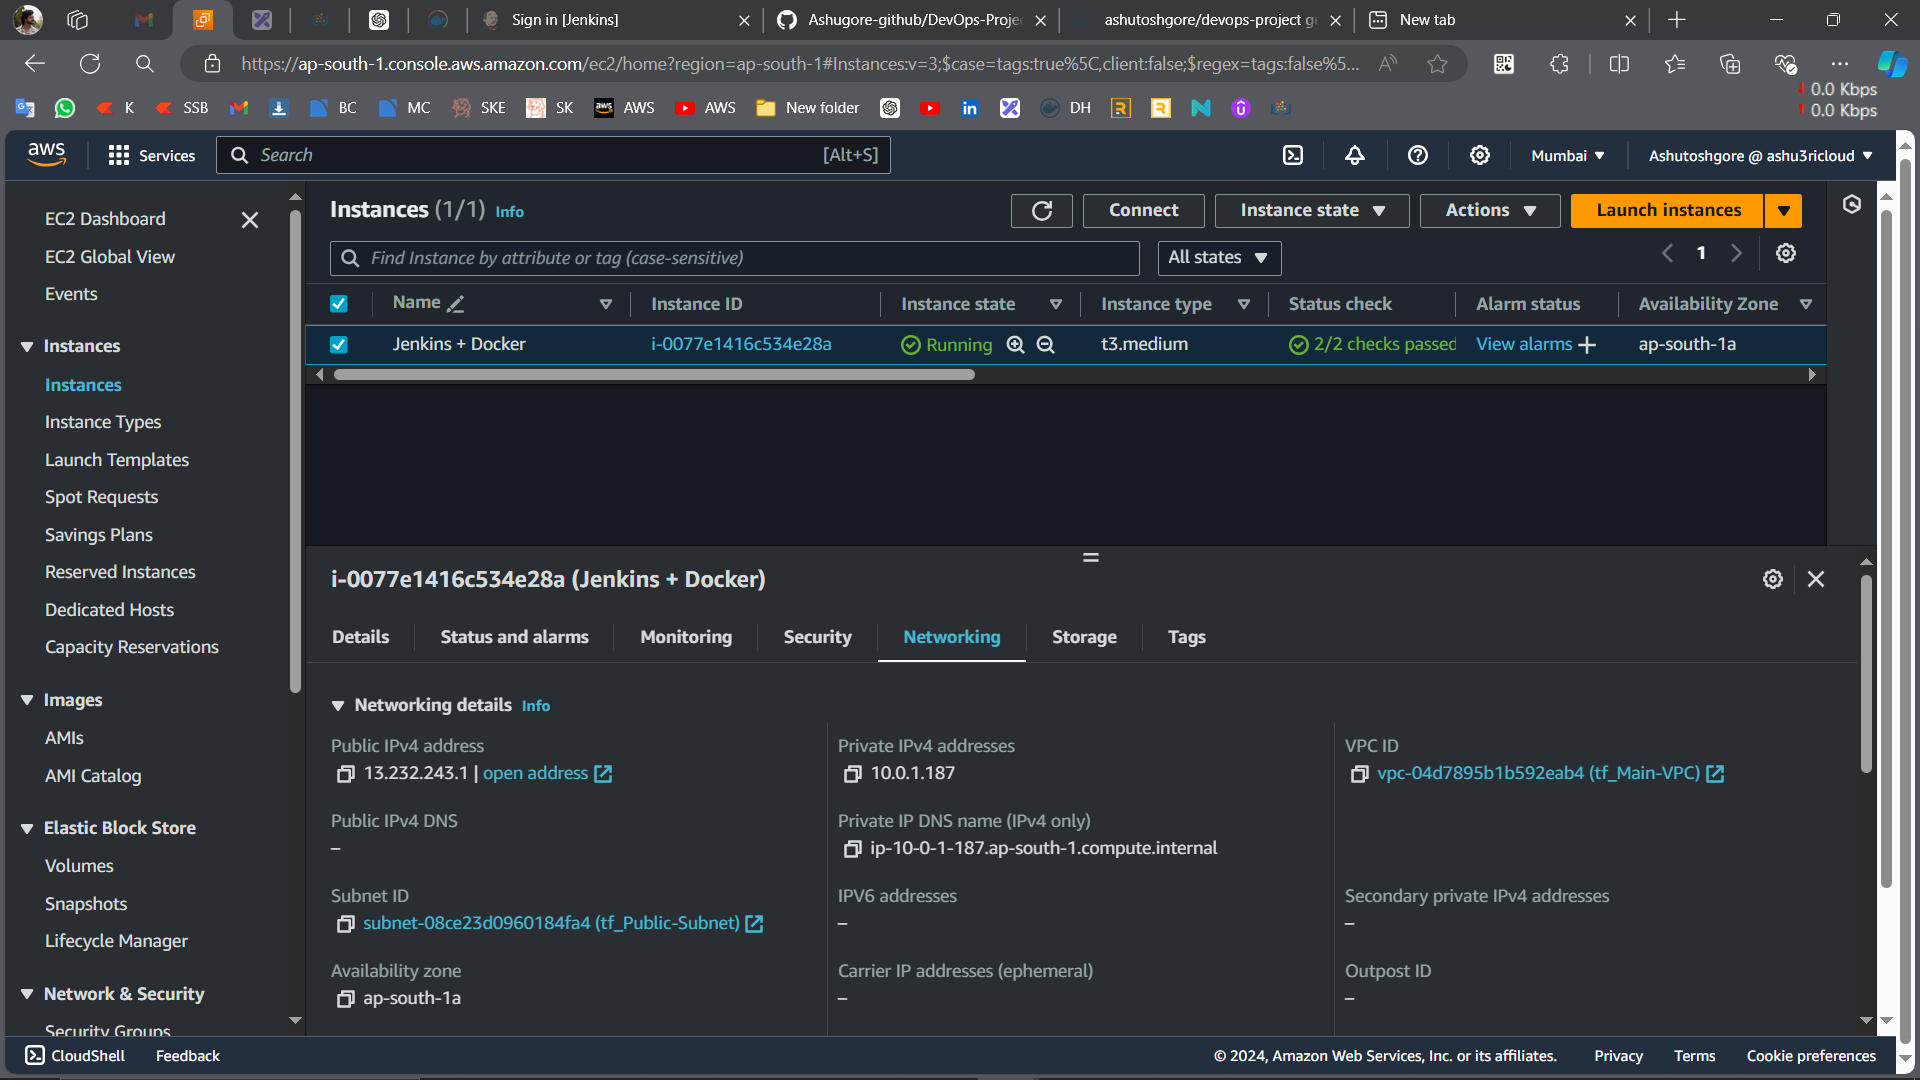 Sign in [Jenkins]
Ashugore-github/DevOps-Projec
ashutoshgore/devops-project ge
New tab
https://ap-south-1.console.aws.amazon.com/ec2/home?region=ap-south-1#Instances:v=3;$case=tags:true%5C,client:false;$regex=tags:false%5...
0.0 Kbps
0.0 Kbps
K
SSB
BC
MC
SKE
SK
AWS
AWS
New folder
DH
aws
Services
Search
[Alt+S]
Mumbai
Ashutoshgore @ ashu3ricloud
EC2 Dashboard
EC2 Global View
Events
Instances
Instances
Instance Types
Launch Templates
Spot Requests
Savings Plans
Reserved Instances
Dedicated Hosts
Capacity Reservations
Images
AMIs
AMI Catalog
Elastic Block Store
Volumes
Snapshots
Lifecycle Manager
Network & Security
Security Groups
Instances (1/1) Info
Connect
Instance state
Actions
Launch instances
Find Instance by attribute or tag (case-sensitive)
All states
1
Name
Instance ID
Instance state
Instance type
Status check
Alarm status
Availability Zone
Jenkins + Docker
i-0077e1416c534e28a
Running
t3.medium
2/2 checks passed
View alarms
ap-south-1a
i-0077e1416c534e28a (Jenkins + Docker)
Details
Status and alarms
Monitoring
Security
Networking
Storage
Tags
Networking details Info
Public IPv4 address
13.232.243.1 | open address
Private IPv4 addresses
10.0.1.187
VPC ID
vpc-04d7895b1b592eab4 (tf_Main-VPC)
Public IPv4 DNS
–
Private IP DNS name (IPv4 only)
ip-10-0-1-187.ap-south-1.compute.internal
Subnet ID
subnet-08ce23d0960184fa4 (tf_Public-Subnet)
IPV6 addresses
–
Secondary private IPv4 addresses
–
Availability zone
ap-south-1a
Carrier IP addresses (ephemeral)
–
Outpost ID
–
CloudShell
Feedback
© 2024, Amazon Web Services, Inc. or its affiliates.
Privacy
Terms
Cookie preferences